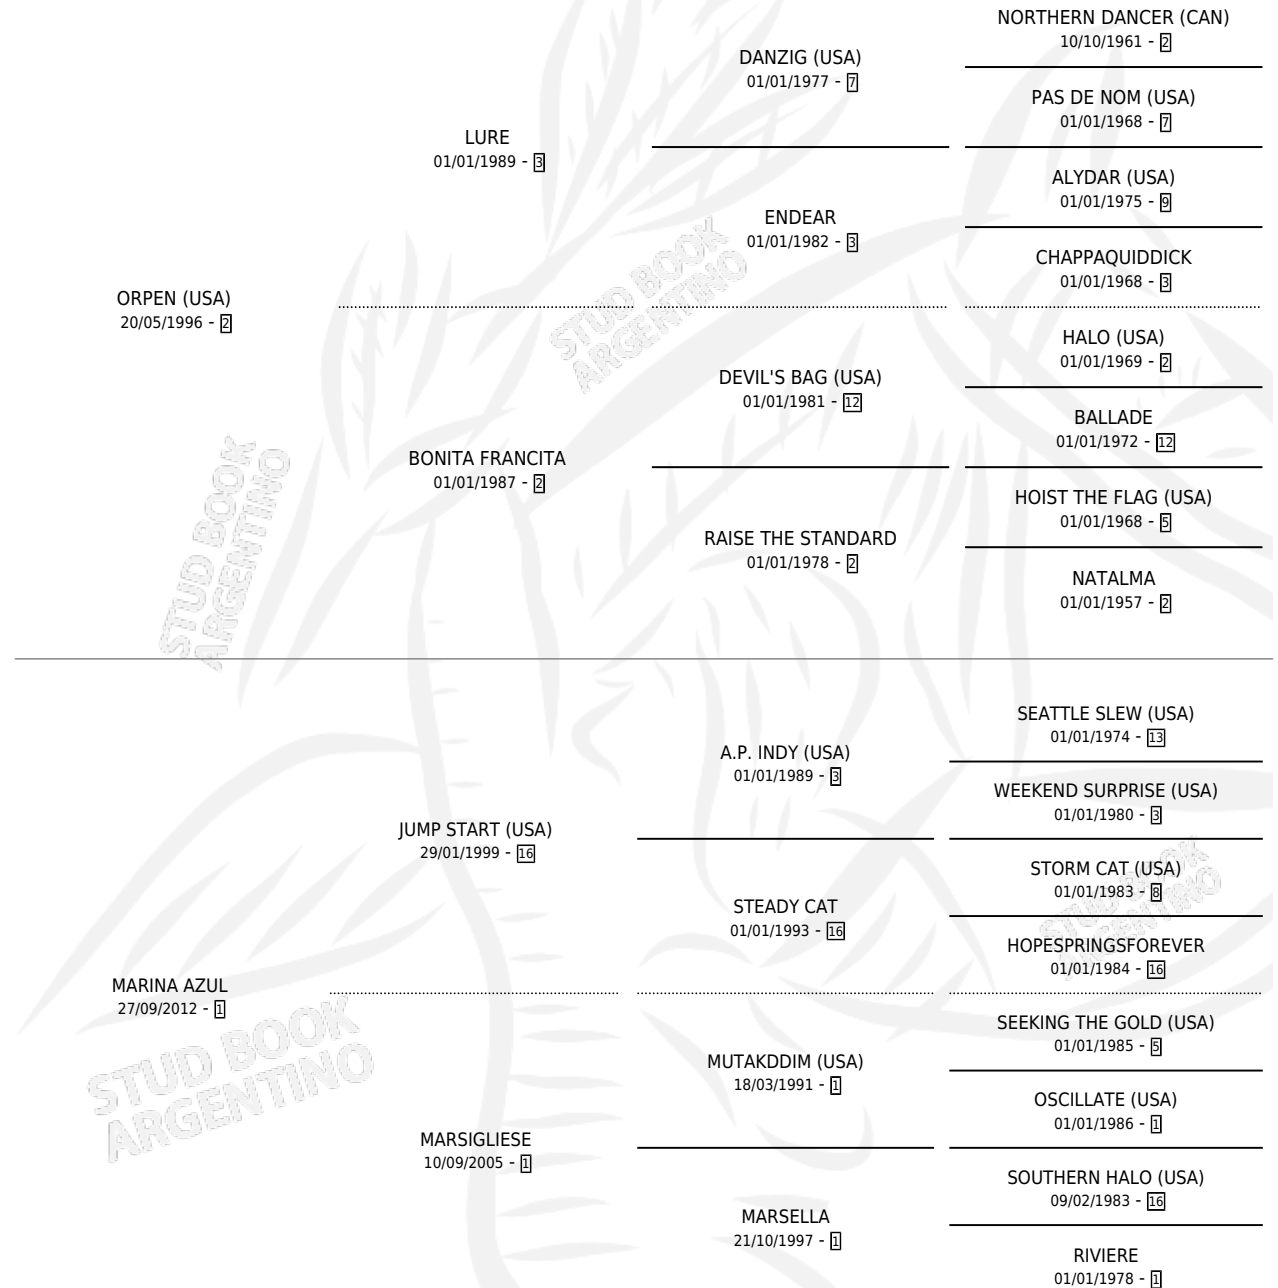 NORTHERN DANCER (CAN)
10/10/1961 - 2
DANZIG (USA)
01/01/1977 - 7
PAS DE NOM (USA)
01/01/1968 - 7
LURE
01/01/1989 - 3
ALYDAR (USA)
01/01/1975 - 9
ENDEAR
01/01/1982 - 3
CHAPPAQUIDDICK
01/01/1968 - 3
ORPEN (USA)
20/05/1996 - 2
STUD BOOK
ARGENTINO
HALO (USA)
01/01/1969 - 2
DEVIL'S BAG (USA)
01/01/1981 - 12
BALLADE
01/01/1972 - 12
BONITA FRANCITA
01/01/1987 - 2
HOIST THE FLAG (USA)
01/01/1968 - 5
RAISE THE STANDARD
01/01/1978 - 2
NATALMA
01/01/1957 - 2
STUD BOOK
ARGENTINO
SEATTLE SLEW (USA)
01/01/1974 - 13
A.P. INDY (USA)
01/01/1989 - 3
WEEKEND SURPRISE (USA)
01/01/1980 - 3
JUMP START (USA)
29/01/1999 - 16
STORM CAT (USA)
01/01/1983 - 8
STEADY CAT
01/01/1993 - 16
STUD BOOK
ARGENTINO
HOPESPRINGSFOREVER
01/01/1984 - 16
MARINA AZUL
27/09/2012 - 1
STUD BOOK
ARGENTINO
SEEKING THE GOLD (USA)
01/01/1985 - 5
MUTAKDDIM (USA)
18/03/1991 - 1
OSCILLATE (USA)
01/01/1986 - 1
MARSIGLIESE
10/09/2005 - 1
SOUTHERN HALO (USA)
09/02/1983 - 16
MARSELLA
21/10/1997 - 1
RIVIERE
01/01/1978 - 1